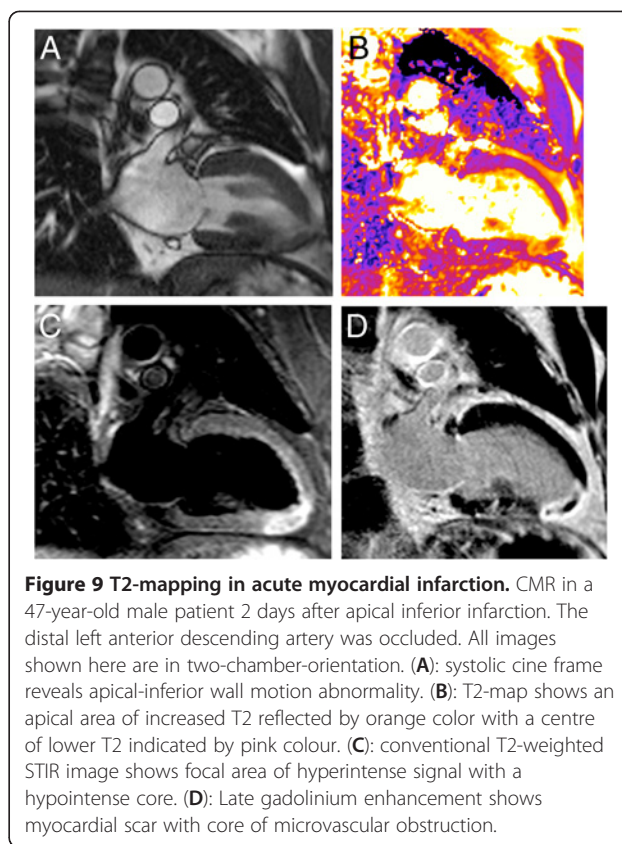 A
B
C
D
Figure 9 T2-mapping in acute myocardial infarction. CMR in a
47-year-old male patient 2 days after apical inferior infarction. The
distal left anterior descending artery was occluded. All images
shown here are in two-chamber-orientation. (A): systolic cine frame
reveals apical-inferior wall motion abnormality. (B): T2-map shows an
apical area of increased T2 reflected by orange color with a centre
of lower T2 indicated by pink colour. (C): conventional T2-weighted
STIR image shows focal area of hyperintense signal with a
hypointense core. (D): Late gadolinium enhancement shows
myocardial scar with core of microvascular obstruction.